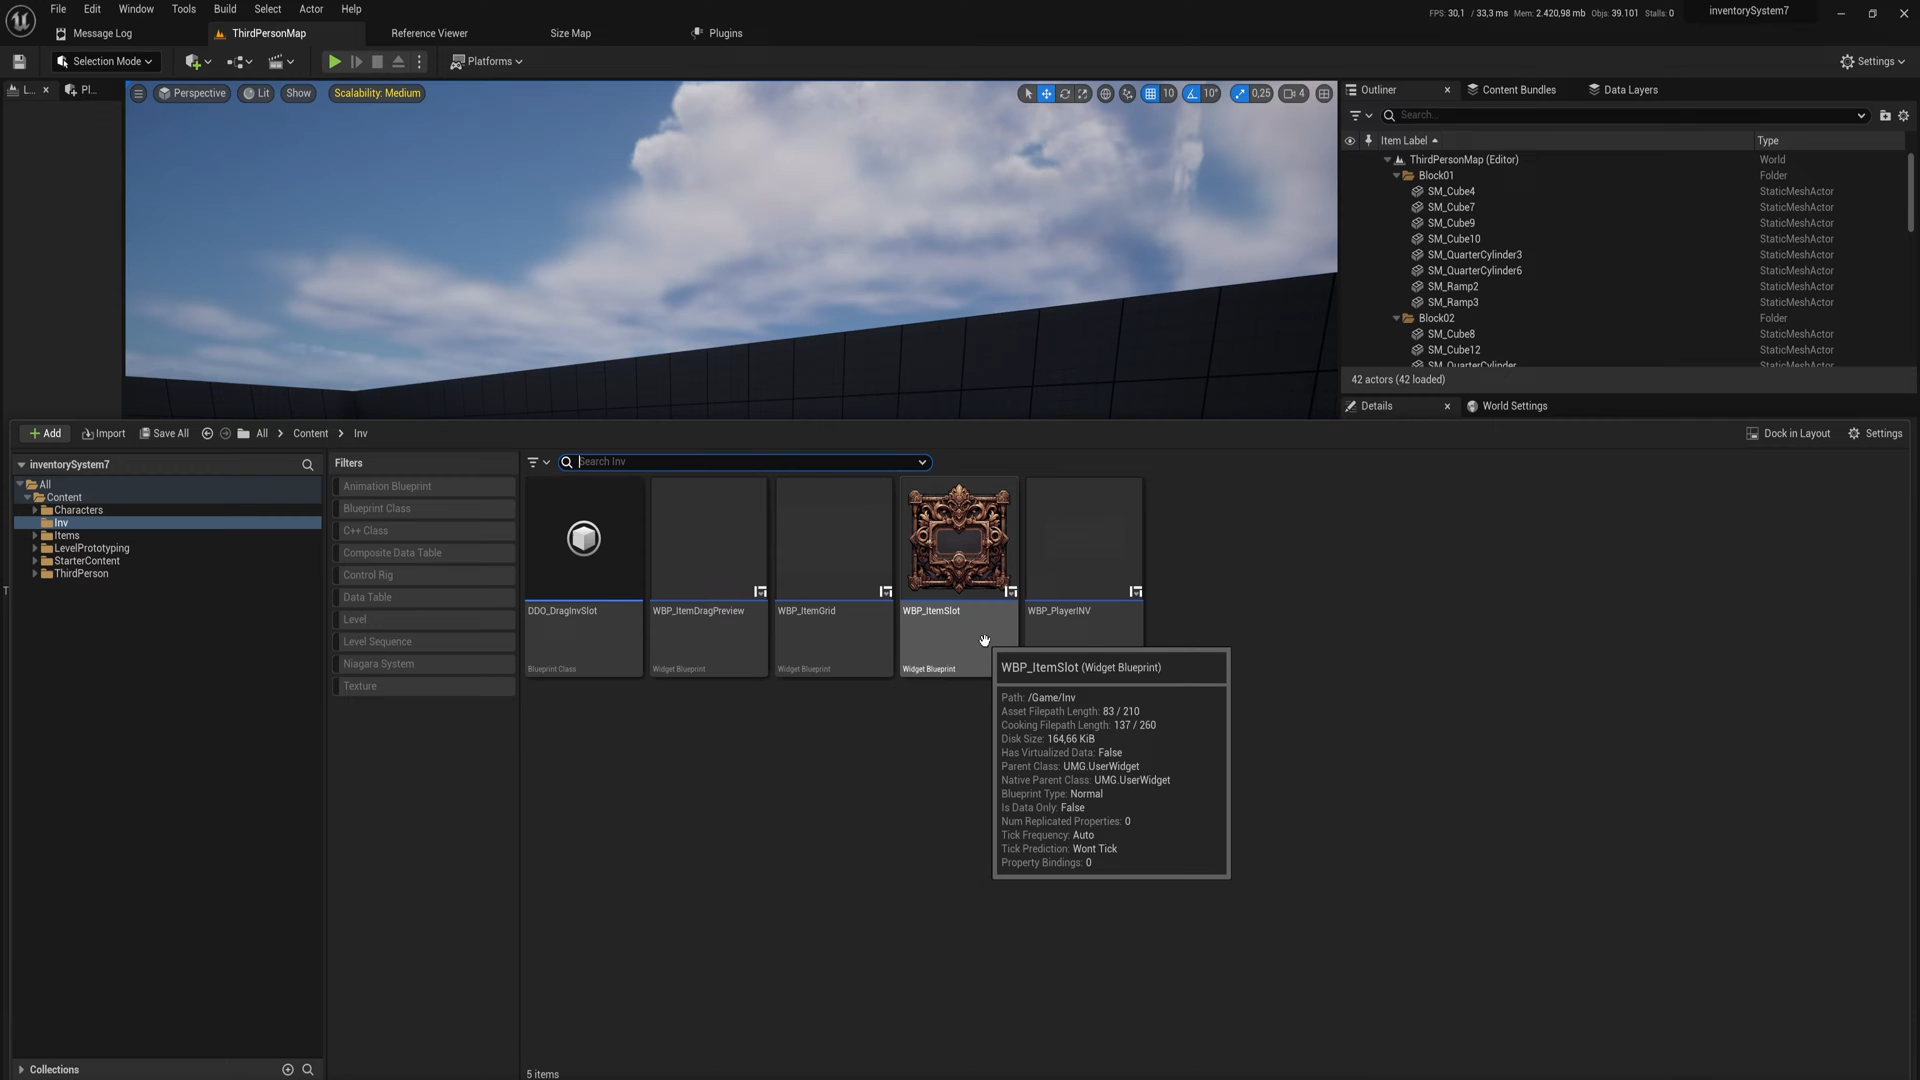 File Edit Window Tools Build Select Actor Help
FPS: 30,1 / 33,3 ms Mem: 2.420,98 mb Objs: 39.101 Stalls: 0
inventorySystem7
Message Log
ThirdPersonMap
Reference Viewer
Size Map
Plugins
Selection Mode
Platforms
Settings
L...
Pl...
Perspective
Lit
Show
Scalability: Medium
10
10°
0,25
4
Outliner
Content Bundles
Data Layers
Search...
Item Label
Type
ThirdPersonMap (Editor) World
Block01 Folder
SM_Cube4 StaticMeshActor
SM_Cube7 StaticMeshActor
SM_Cube9 StaticMeshActor
SM_Cube10 StaticMeshActor
SM_QuarterCylinder3 StaticMeshActor
SM_QuarterCylinder6 StaticMeshActor
SM_Ramp2 StaticMeshActor
SM_Ramp3 StaticMeshActor
Block02 Folder
SM_Cube8 StaticMeshActor
SM_Cube12 StaticMeshActor
SM_QuarterCylinder StaticMeshActor
42 actors (42 loaded)
Details
World Settings
Add
Import
Save All
All
Content
Inv
Dock in Layout
Settings
inventorySystem7
All
Content
Characters
Inv
Items
LevelPrototyping
StarterContent
ThirdPerson
Collections
Filters
Animation Blueprint
Blueprint Class
C++ Class
Composite Data Table
Control Rig
Data Table
Level
Level Sequence
Niagara System
Texture
Search Inv
DDO_DragInvSlot
Blueprint Class
WBP_ItemDragPreview
Widget Blueprint
WBP_ItemGrid
Widget Blueprint
WBP_ItemSlot
Widget Blueprint
WBP_PlayerINV
WBP_ItemSlot (Widget Blueprint)
Path: /Game/Inv
Asset Filepath Length: 83 / 210
Cooking Filepath Length: 137 / 260
Disk Size: 164,66 KiB
Has Virtualized Data: False
Parent Class: UMG.UserWidget
Native Parent Class: UMG.UserWidget
Blueprint Type: Normal
Is Data Only: False
Num Replicated Properties: 0
Tick Frequency: Auto
Tick Prediction: Wont Tick
Property Bindings: 0
5 items